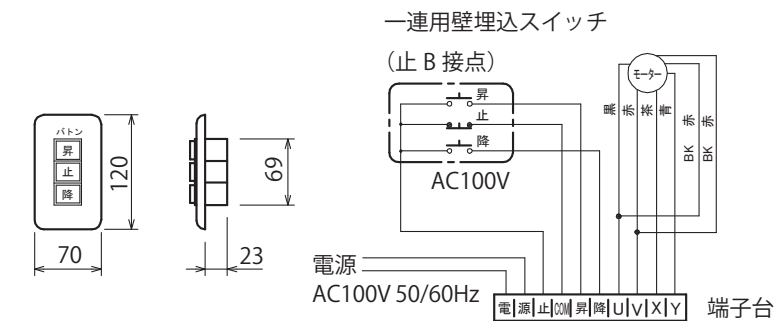 一連用壁埋込スイッチ
(止 B 接点)
昇
止
降
AC100V
モーター
黒
赤
茶
青
BK 赤
BK 赤
バトン
昇
止
降
120
70
69
23
電源
AC100V 50/60Hz
電 源 止 COM 昇 降 U V X Y
端子台